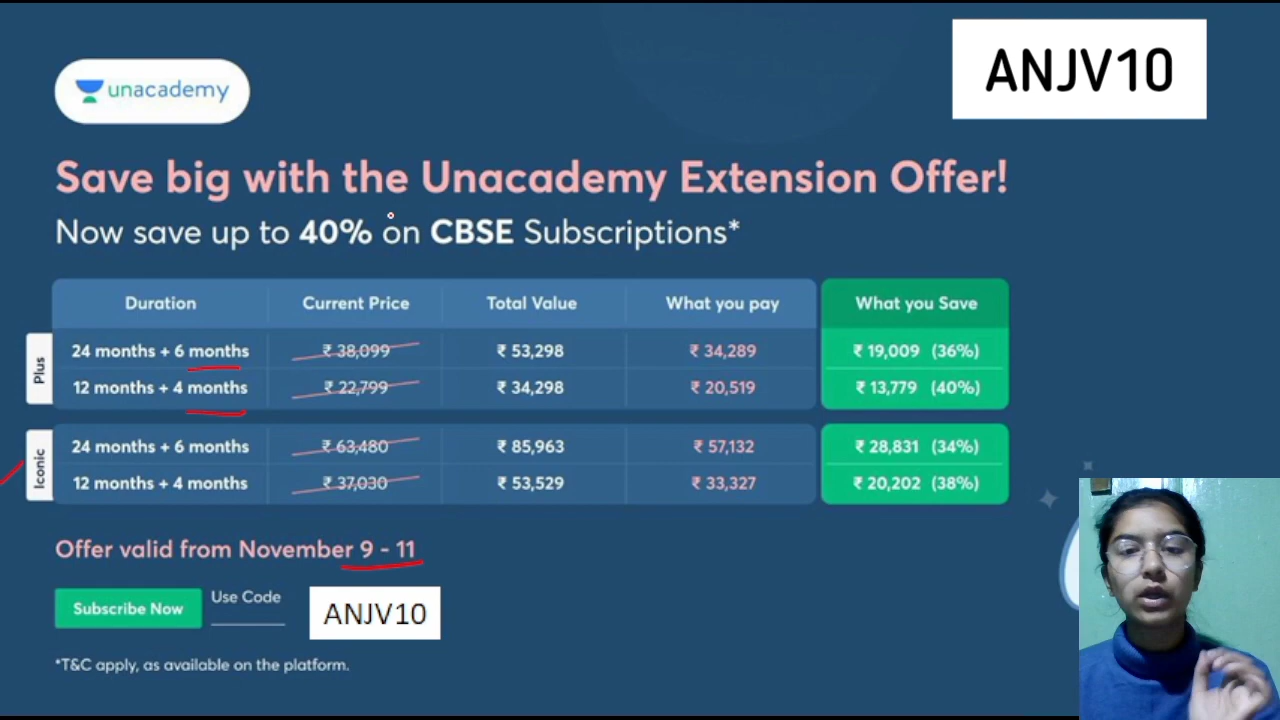 ANJV10
unacademy
Save big with the Unacademy Extension Offer!
Now save up to 40% on CBSE Subscriptions*
Duration Current Price Total Value What you pay What you Save
Plus
24 months + 6 months ₹ 38,099 ₹ 53,298 ₹ 34,289 ₹ 19,009 (36%)
12 months + 4 months ₹ 22,799 ₹ 34,298 ₹ 20,519 ₹ 13,779 (40%)
Iconic
24 months + 6 months ₹ 63,480 ₹ 85,963 ₹ 57,132 ₹ 28,831 (34%)
12 months + 4 months ₹ 37,030 ₹ 53,529 ₹ 33,327 ₹ 20,202 (38%)
Offer valid from November 9 - 11
Subscribe Now Use Code ANJV10
*T&C apply, as available on the platform.